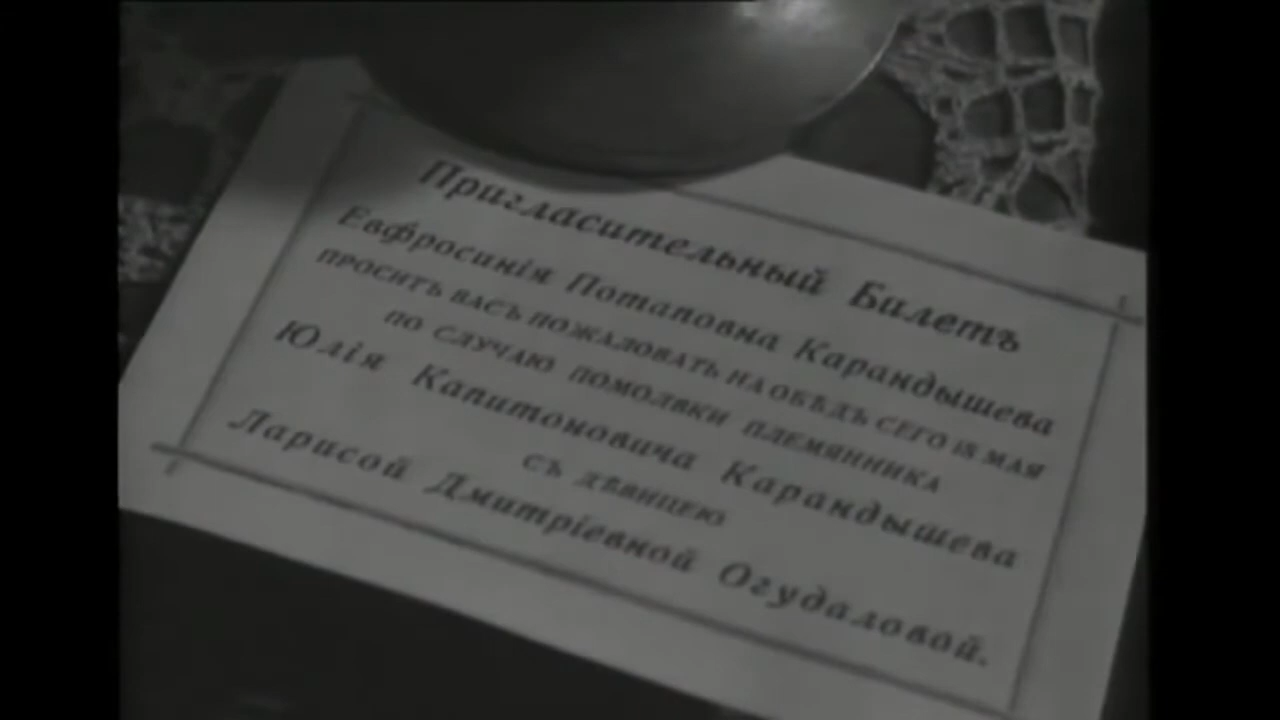 Пригласительный Билетъ
Евфросинія Потаповна Карандышева
ПРОСИТЪ ВАСЪ ПОЖАЛОВАТЬ НА ОБѢДЪ СЕГО 18 МАЯ
ПО СЛУЧАЮ ПОМОЛВКИ ПЛЕМЯННИКА
Юлія Капитоновича Карандышева
СЪ ДѢВИЦЕЮ
Ларисой Дмитріевной Огудаловой.